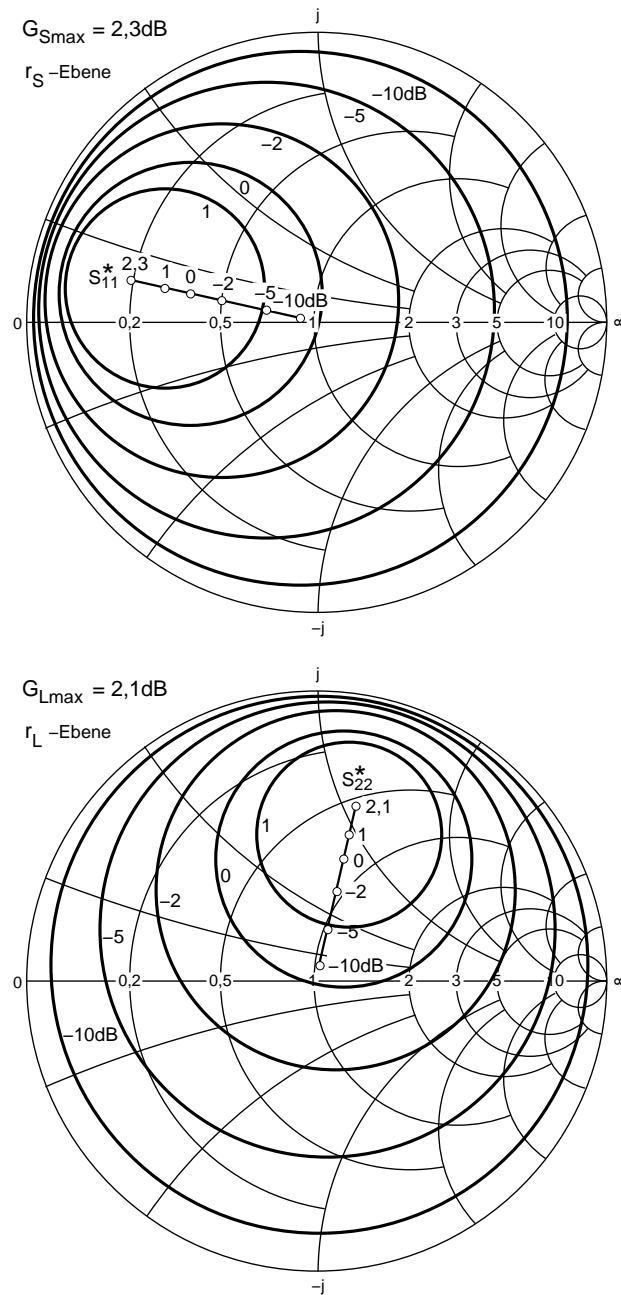 G_Smax = 2,3dB
j
r_S –Ebene
–10dB
–5
–2
0
1
S*_11 2,3 1 0 –2 –5 –10dB
0 0,2 0,5 1 2 3 5 10 ∞
–j
G_Lmax = 2,1dB
j
r_L –Ebene
S*_22
2,1
1 1
0
0
–2
–2
–5
–5
–10dB
0 0,2 0,5 1 2 3 5 10 ∞
–10dB
–j